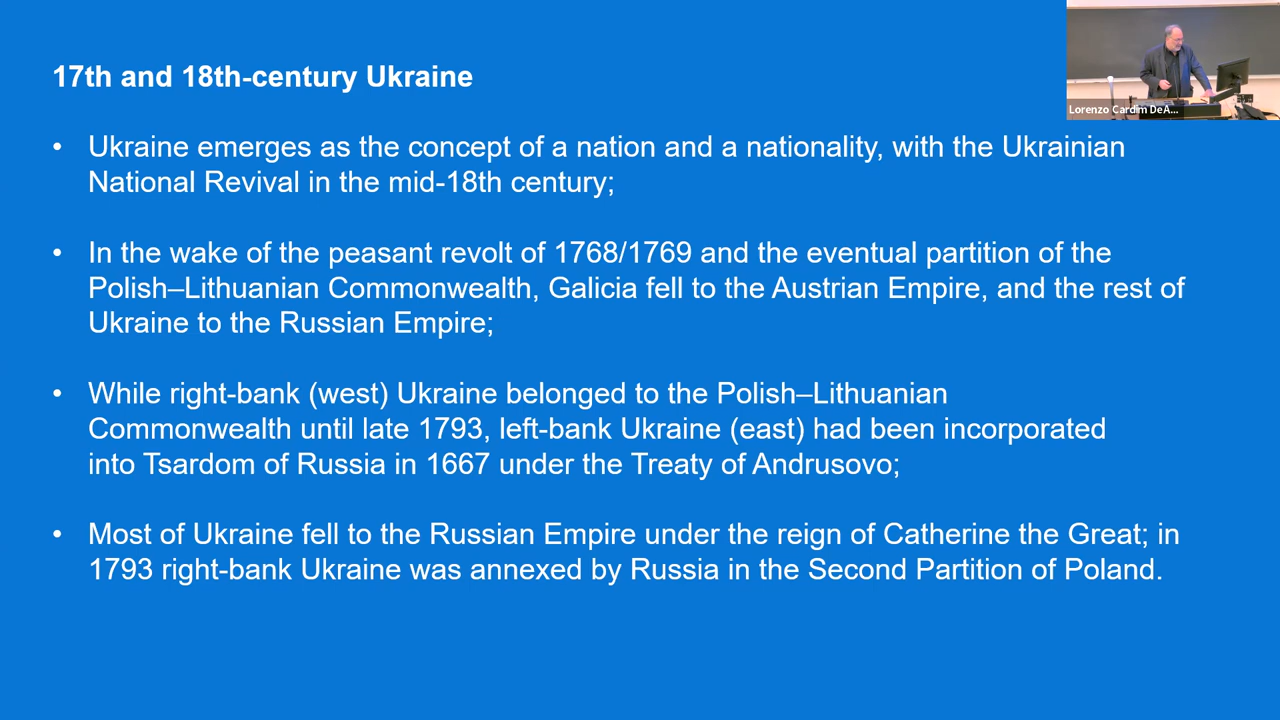 17th and 18th-century Ukraine
• Ukraine emerges as the concept of a nation and a nationality, with the Ukrainian
National Revival in the mid-18th century;
• In the wake of the peasant revolt of 1768/1769 and the eventual partition of the
Polish–Lithuanian Commonwealth, Galicia fell to the Austrian Empire, and the rest of
Ukraine to the Russian Empire;
• While right-bank (west) Ukraine belonged to the Polish–Lithuanian
Commonwealth until late 1793, left-bank Ukraine (east) had been incorporated
into Tsardom of Russia in 1667 under the Treaty of Andrusovo;
• Most of Ukraine fell to the Russian Empire under the reign of Catherine the Great; in
1793 right-bank Ukraine was annexed by Russia in the Second Partition of Poland.
Lorenzo Cardim DeA...